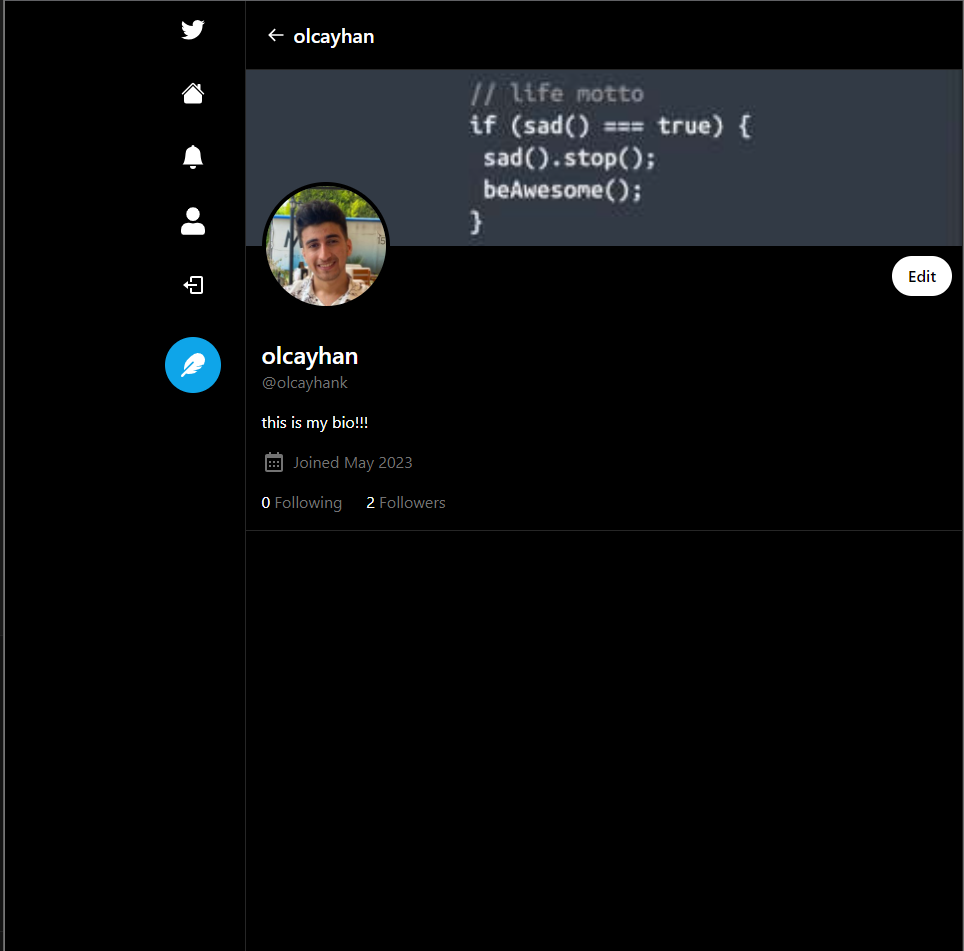 olcayhan
// life motto
if (sad() === true) {
sad().stop();
beAwesome();
}
15
Edit
olcayhan
@olcayhank
this is my bio!!!
Joined May 2023
0 Following 2 Followers